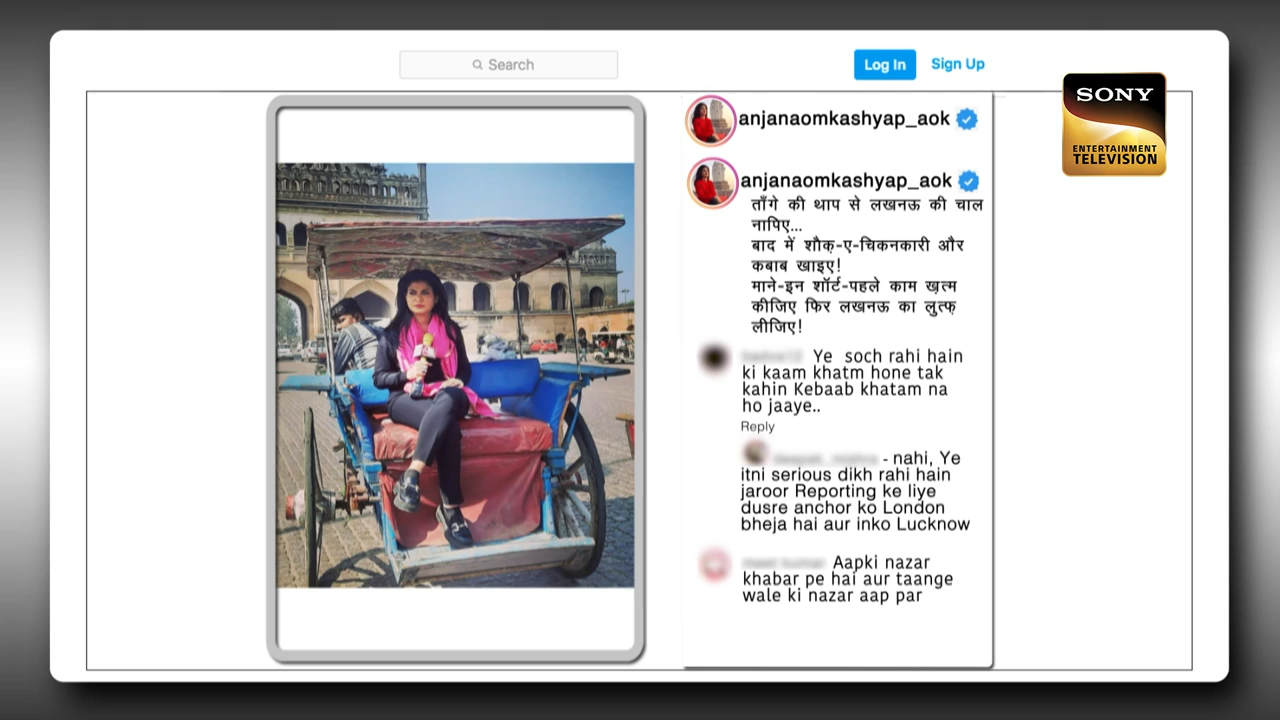 Search
Log In
Sign Up
SONY
ENTERTAINMENT
TELEVISION
anjanaomkashyap_aok
anjanaomkashyap_aok
ताँगे की थाप से लखनऊ की चाल
नापिए...
बाद में शौक़-ए-चिकनकारी और
कबाब खाइए!
माने-इन शॉर्ट-पहले काम ख़त्म
कीजिए फिर लखनऊ का लुत्फ़
लीजिए!
Ye soch rahi hain
ki kaam khatm hone tak
kahin Kebaab khatam na
ho jaaye..
Reply
- nahi, Ye
itni serious dikh rahi hain
jaroor Reporting ke liye
dusre anchor ko London
bheja hai aur inko Lucknow
Aapki nazar
khabar pe hai aur taange
wale ki nazar aap par